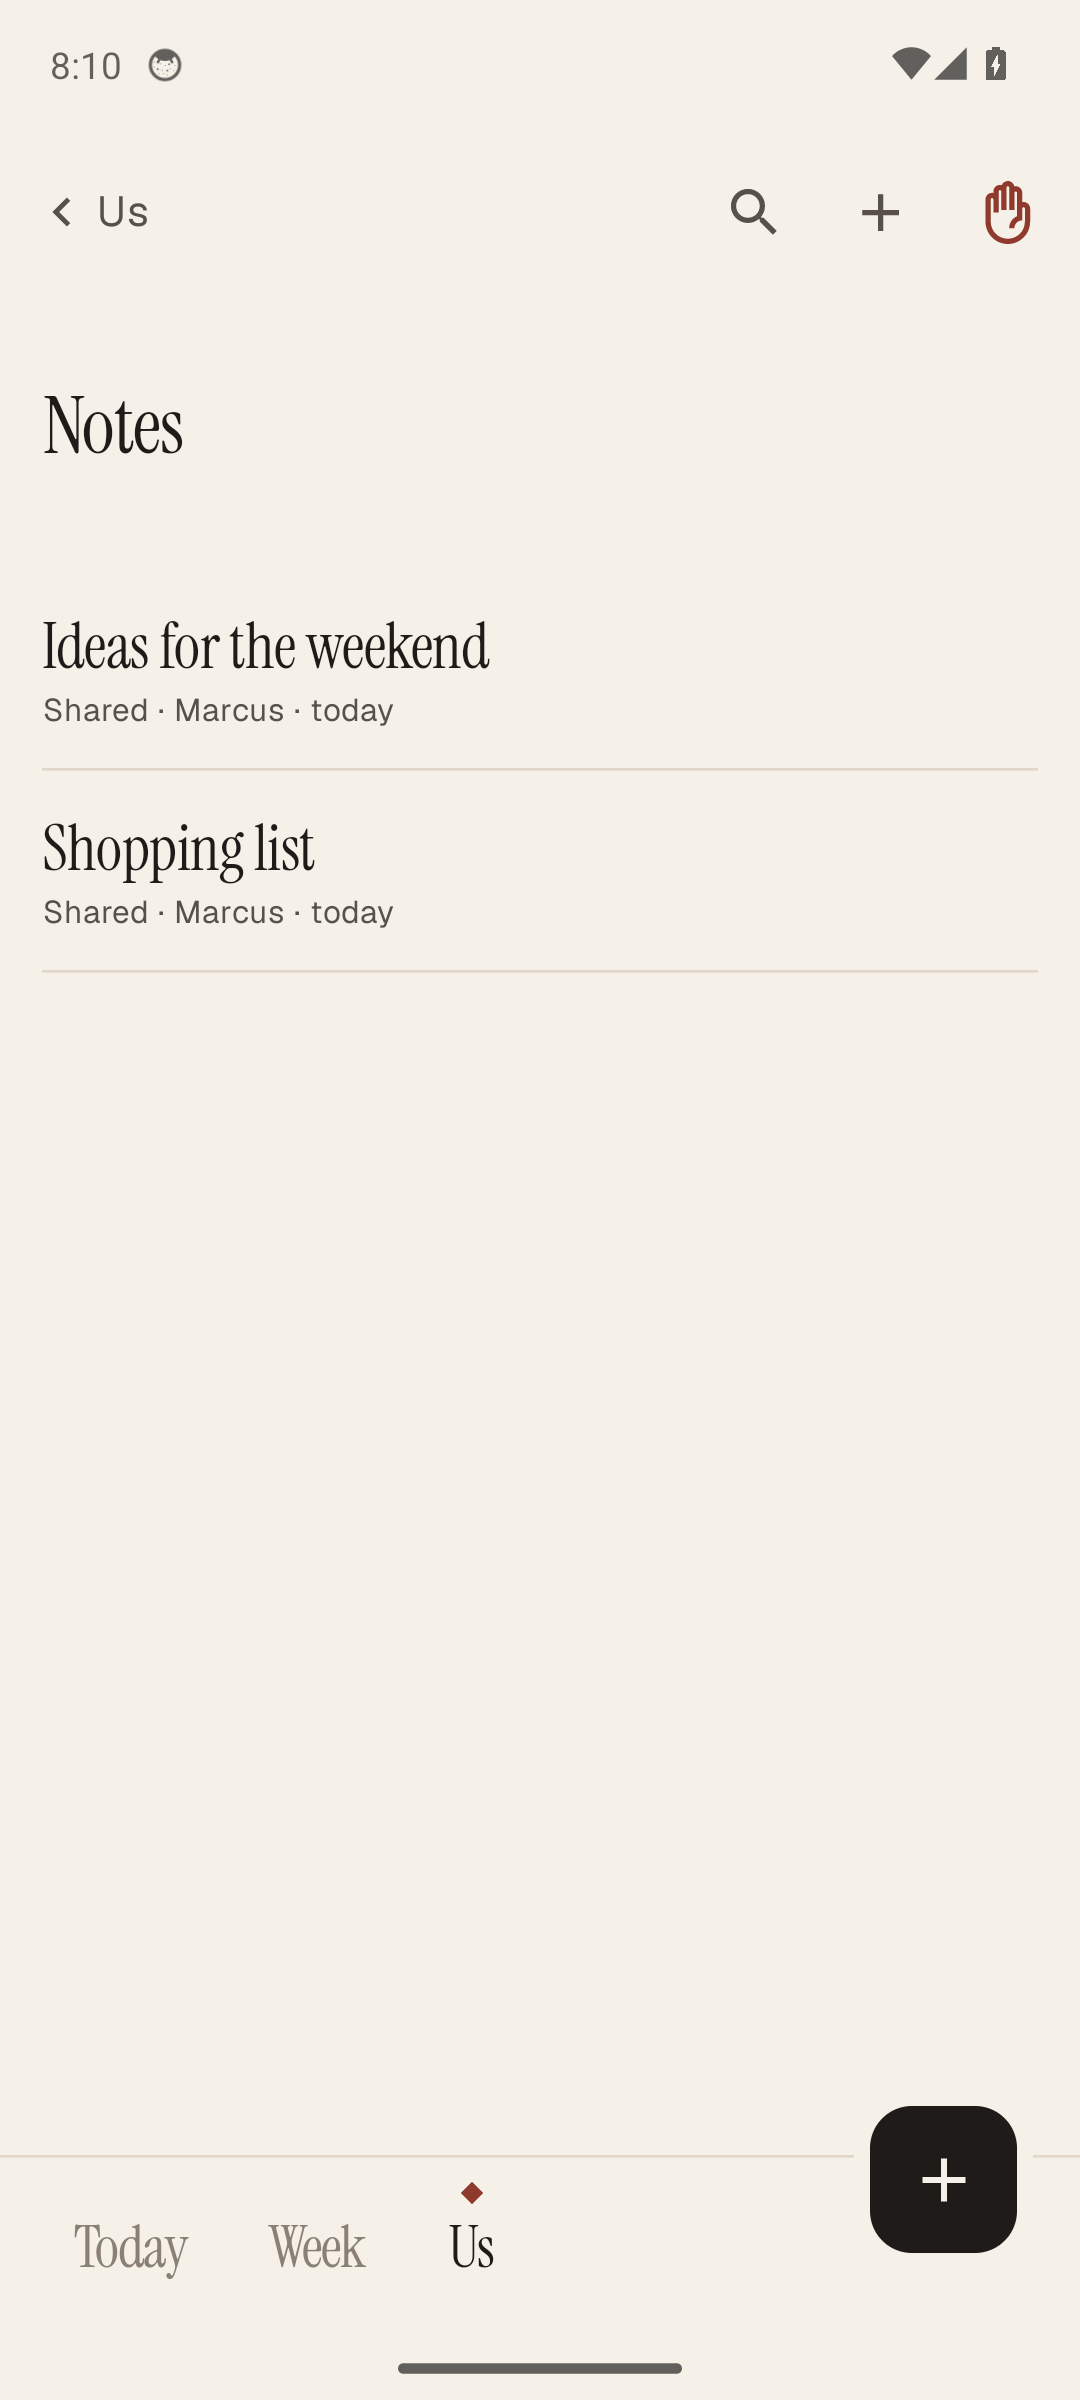 8:10
Us
Notes
Ideas for the weekend
Shared · Marcus · today
Shopping list
Shared · Marcus · today
Today
Week
Us